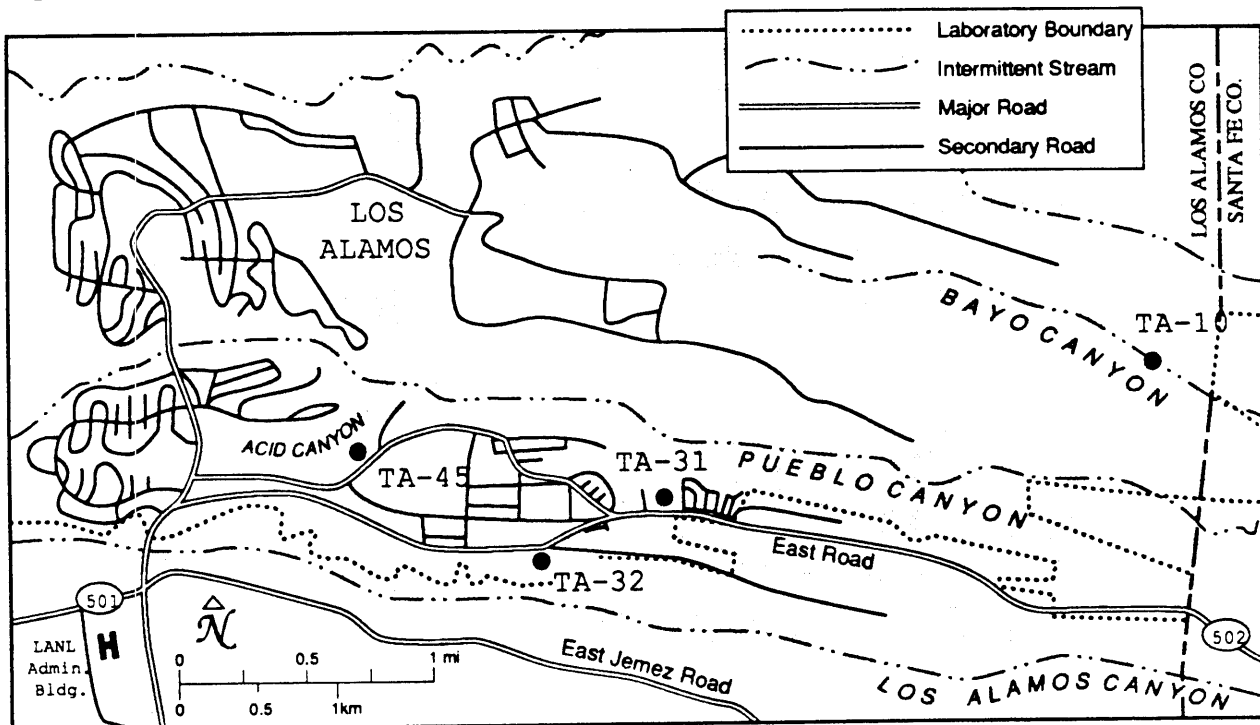 Laboratory Boundary
Intermittent Stream
Major Road
Secondary Road
LOS ALAMOS CO
SANTA FE CO.
LOS
ALAMOS
BAYO CANYON
TA-10
ACID CANYON
TA-45
TA-31
PUEBLO CANYON
East Road
TA-32
501
502
LANL
Admin.
Bldg.
H
N
0 0.5 1 mi
0 0.5 1km
East Jemez Road
LOS ALAMOS CANYON